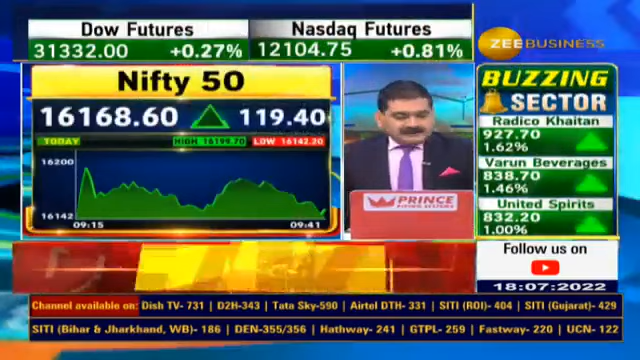 Dow Futures
31332.00 +0.27%
Nasdaq Futures
12104.75 +0.81%
ZEE BUSINESS
Nifty 50
16168.60 119.40
TODAY HIGH 16199.70 LOW 16142.20
16200
16142
09:15 09:41
PRINCE
PIPING SYSTEMS
BUZZING
SECTOR
Radico Khaitan
927.70
1.62%
Varun Beverages
838.70
1.46%
United Spirits
832.20
1.00%
Follow us on
18:07:2022
Channel available on: Dish TV- 731 | D2H-343 | Tata Sky-590 | Airtel DTH- 331 | SITI (ROI)- 404 | SITI (Gujarat)- 429
SITI (Bihar & Jharkhand, WB)- 186 | DEN-355/356 | Hathway- 241 | GTPL- 259 | Fastway- 220 | UCN- 122